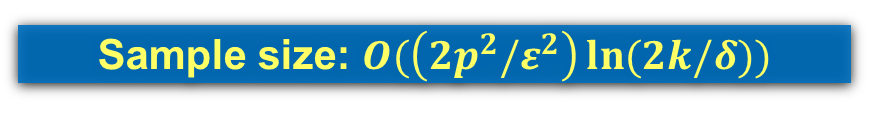 Sample size: O((2p²/ε²) ln(2k/δ))